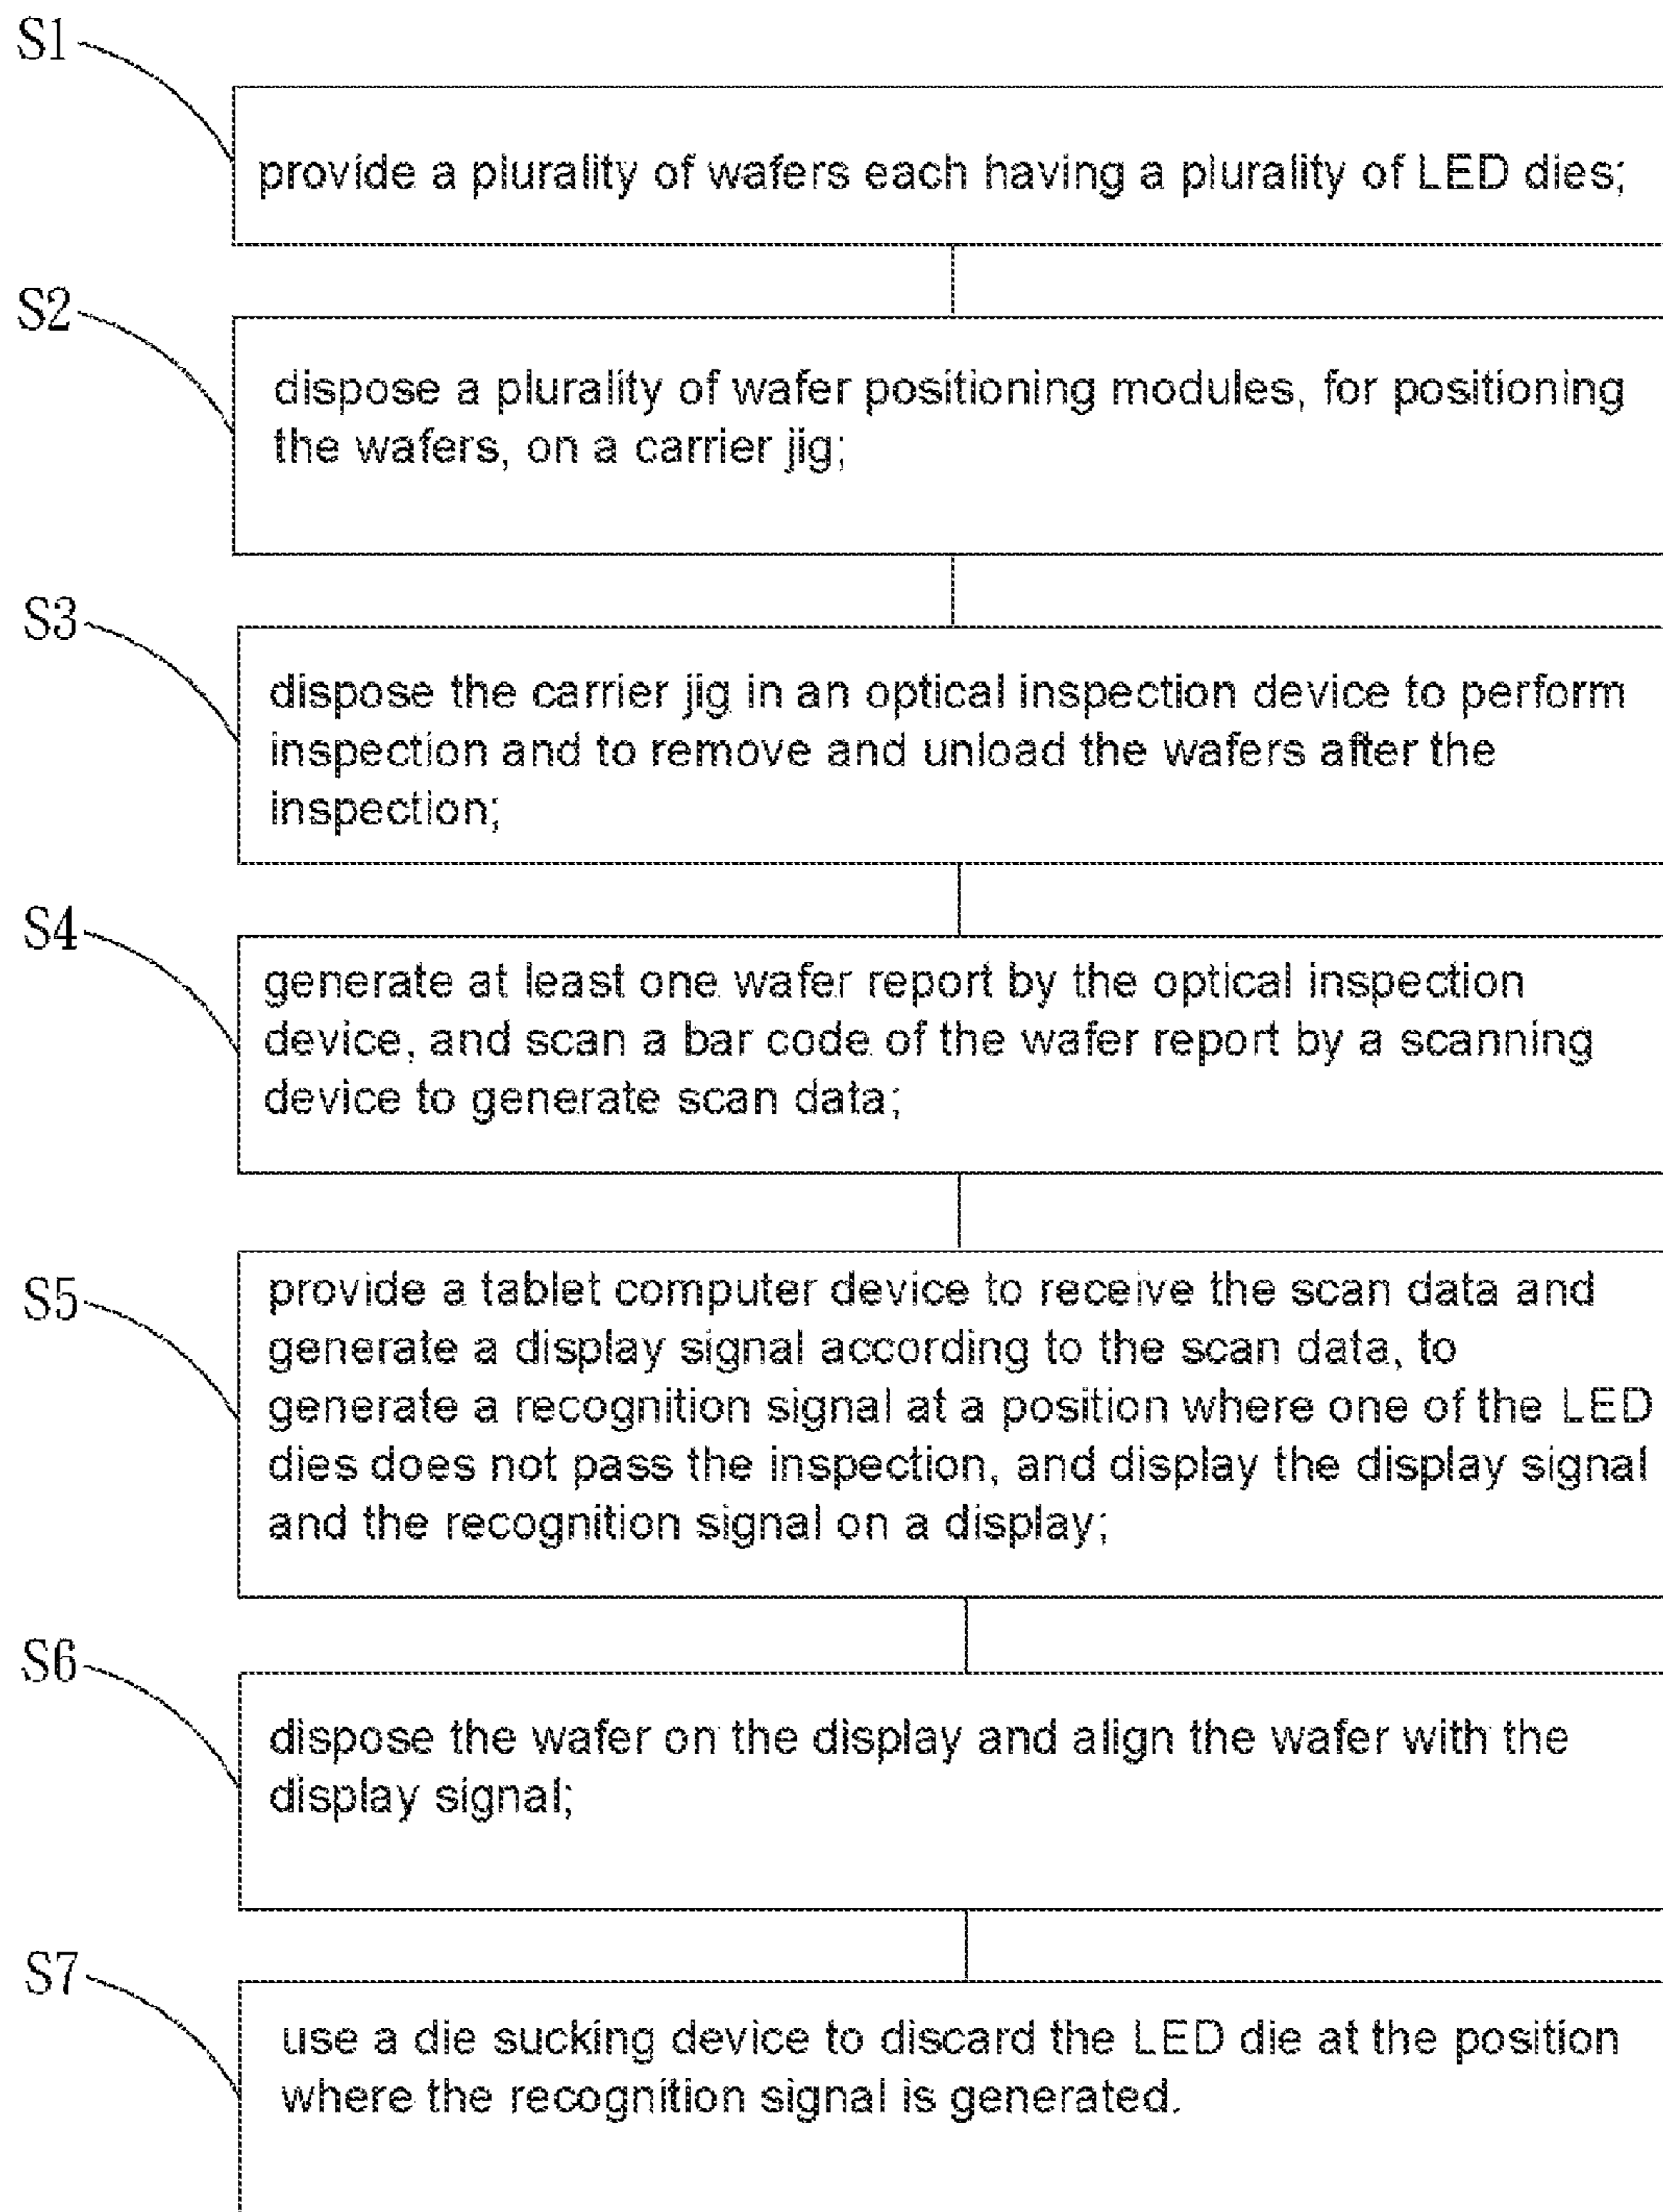 S1
provide a plurality of wafers each having a plurality of LED dies;
S2
dispose a plurality of wafer positioning modules, for positioning
the wafers, on a carrier jig;
S3
dispose the carrier jig in an optical inspection device to perform
inspection and to remove and unload the wafers after the
inspection;
S4
generate at least one wafer report by the optical inspection
device, and scan a bar code of the wafer report by a scanning
device to generate scan data;
S5
provide a tablet computer device to receive the scan data and
generate a display signal according to the scan data, to
generate a recognition signal at a position where one of the LED
dies does not pass the inspection, and display the display signal
and the recognition signal on a display;
S6
dispose the wafer on the display and align the wafer with the
display signal;
S7
use a die sucking device to discard the LED die at the position
where the recognition signal is generated.